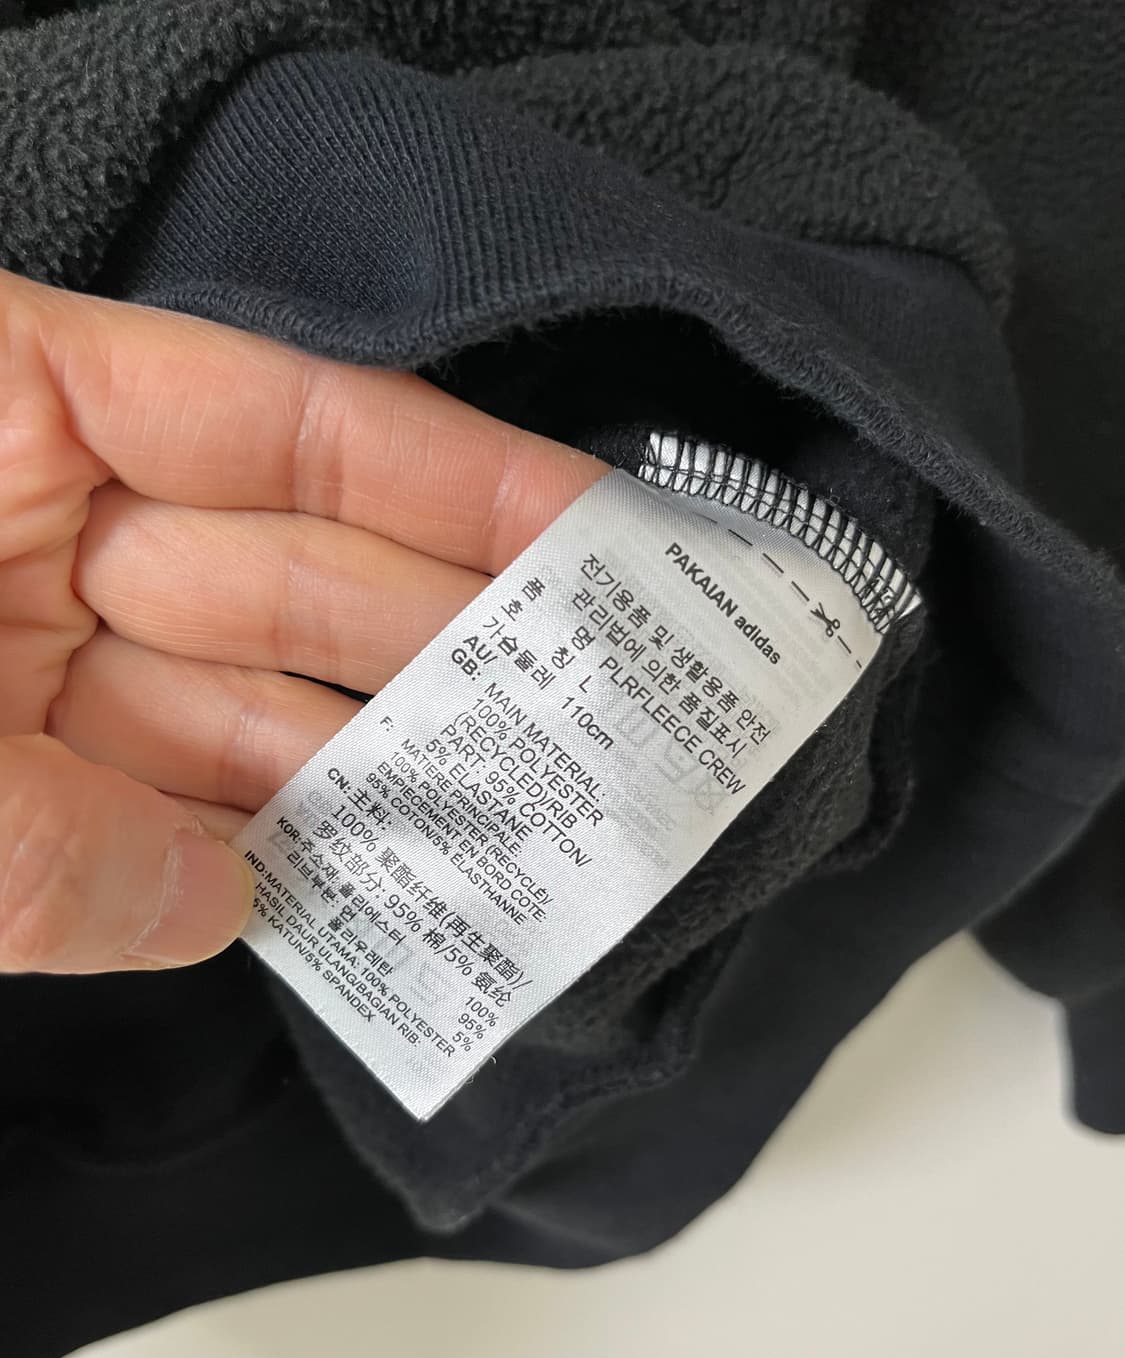 PAKAIAN adidas
전기용품 및 생활용품 안전
관리법에 의한 품질표시
품 명 PLRFLEECE CREW
호 칭 L
가슴둘레 110cm
AU/
GB: MAIN MATERIAL:
100% POLYESTER
(RECYCLED)/RIB
PART: 95% COTTON/
5% ELASTANE
F: MATIÈRE PRINCIPALE:
100% POLYESTER (RECYCLÉ)/
EMPIÈCEMENT EN BORD CÔTE:
95% COTON/5% ÉLASTHANNE
CN: 主料:
100% 聚酯纤维(再生聚酯)/
罗纹部分: 95% 棉/5% 氨纶
KOR:주소재 폴리에스터 100%
리브부분 면 95%
폴리우레탄 5%
IND:MATERIAL UTAMA: 100% POLYESTER
HASIL DAUR ULANG/BAGIAN RIB:
95% KATUN/5% SPANDEX